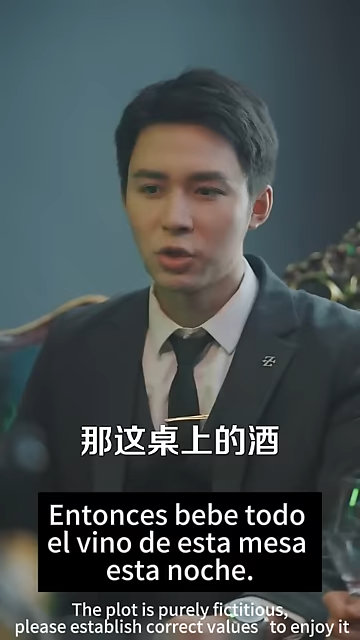 那这桌上的酒
Entonces bebe todo
el vino de esta mesa
esta noche.
The plot is purely fictitious,
please establish correct values to enjoy it